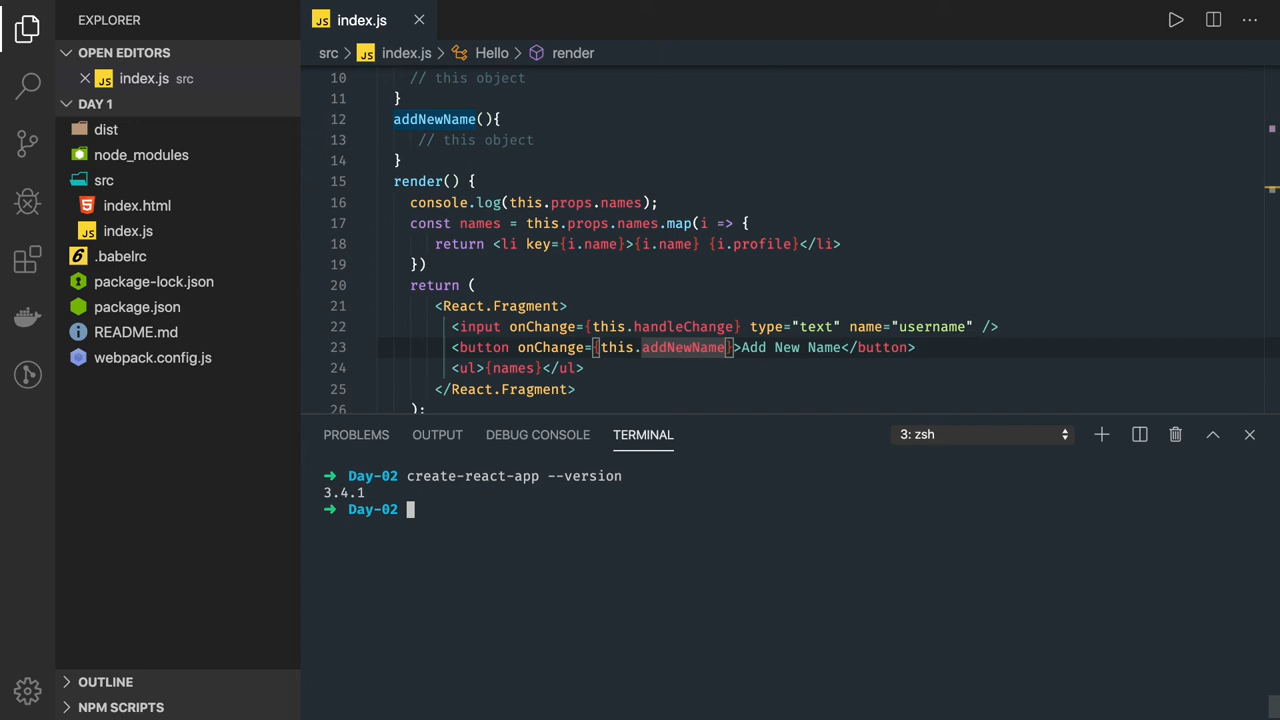 EXPLORER
OPEN EDITORS
JS index.js src
DAY 1
dist
node_modules
src
index.html
JS index.js
6 .babelrc
package-lock.json
package.json
README.md
webpack.config.js
OUTLINE
NPM SCRIPTS
JS index.js
src > JS index.js > Hello > render
10 // this object
11 }
12 addNewName(){
13 // this object
14 }
15 render() {
16 console.log(this.props.names);
17 const names = this.props.names.map(i => {
18 return <li key={i.name}>{i.name} {i.profile}</li>
19 })
20 return (
21 <React.Fragment>
22 <input onChange={this.handleChange} type="text" name="username" />
23 <button onChange={this.addNewName}>Add New Name</button>
24 <ul>{names}</ul>
25 </React.Fragment>
26 );
PROBLEMS OUTPUT DEBUG CONSOLE TERMINAL 3: zsh
➜ Day-02 create-react-app --version
3.4.1
➜ Day-02